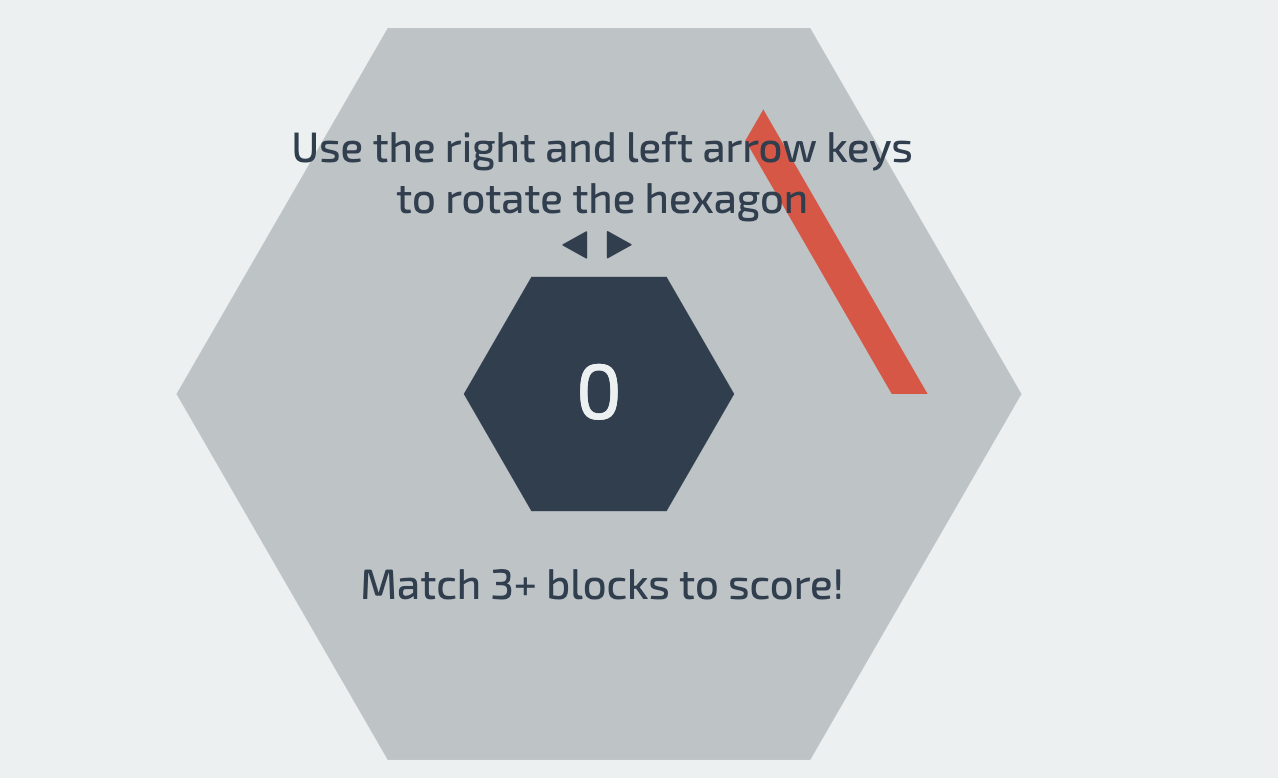 Use the right and left arrow keys
to rotate the hexagon
0
Match 3+ blocks to score!